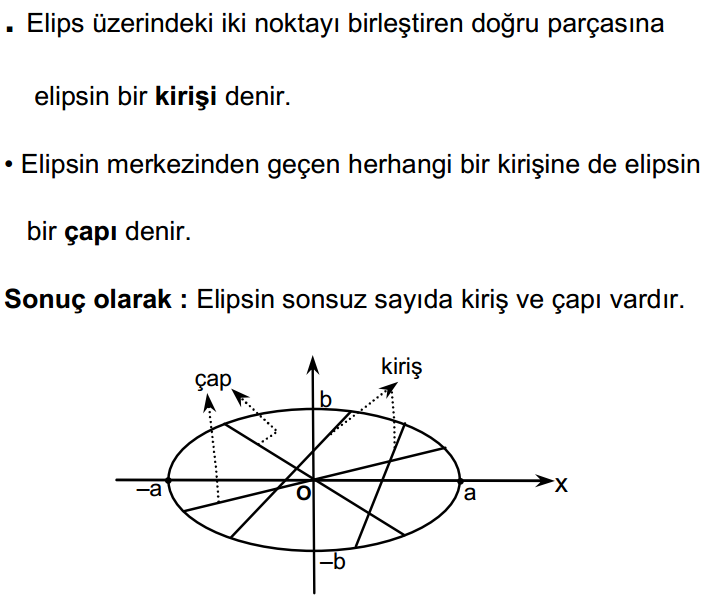 . Elips üzerindeki iki noktayı birleştiren doğru parçasına
elipsin bir kirişi denir.
• Elipsin merkezinden geçen herhangi bir kirişine de elipsin
bir çapı denir.
Sonuç olarak : Elipsin sonsuz sayıda kiriş ve çapı vardır.
kiriş
çap
b
–a
O
a
x
–b